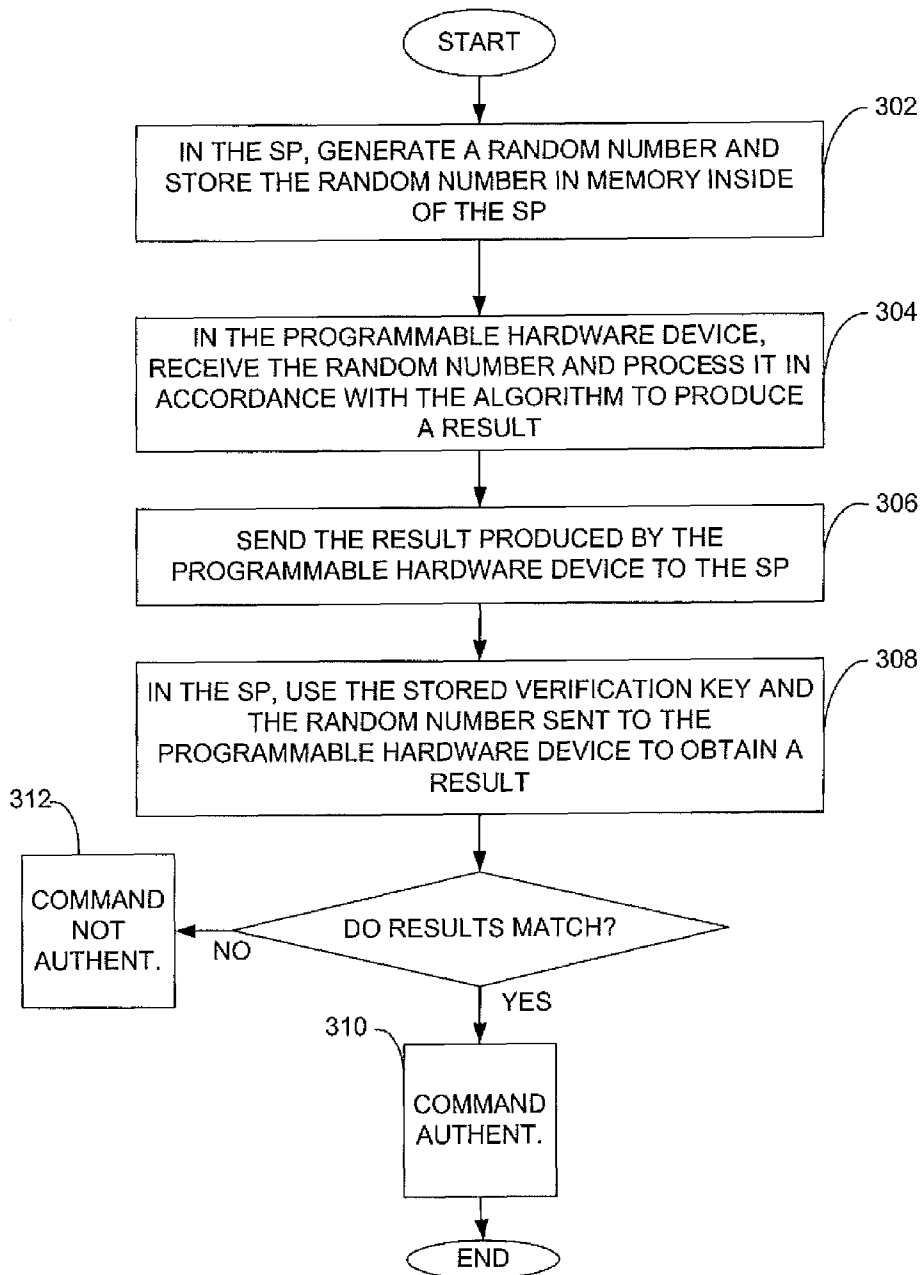 START
302
IN THE SP, GENERATE A RANDOM NUMBER AND
STORE THE RANDOM NUMBER IN MEMORY INSIDE
OF THE SP
304
IN THE PROGRAMMABLE HARDWARE DEVICE,
RECEIVE THE RANDOM NUMBER AND PROCESS IT IN
ACCORDANCE WITH THE ALGORITHM TO PRODUCE
A RESULT
306
SEND THE RESULT PRODUCED BY THE
PROGRAMMABLE HARDWARE DEVICE TO THE SP
308
IN THE SP, USE THE STORED VERIFICATION KEY AND
THE RANDOM NUMBER SENT TO THE
PROGRAMMABLE HARDWARE DEVICE TO OBTAIN A
RESULT
312
COMMAND
NOT
AUTHENT.
NO
DO RESULTS MATCH?
YES
310
COMMAND
AUTHENT.
END